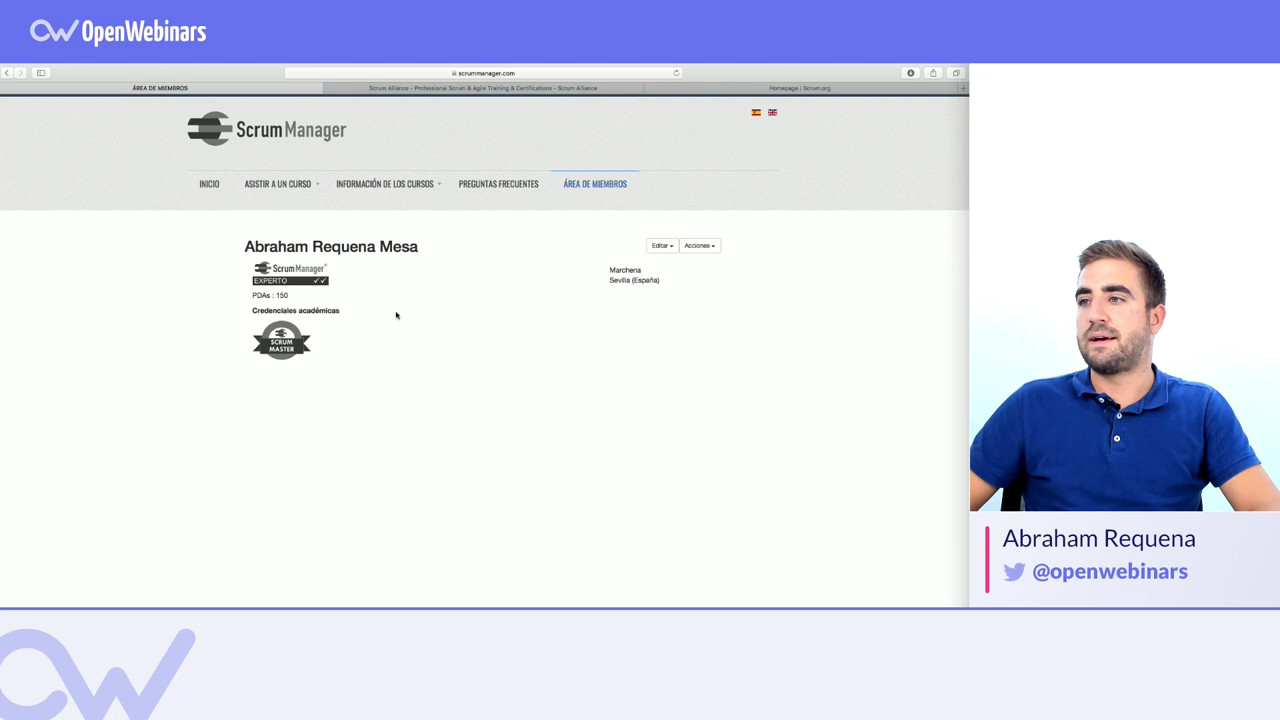 OpenWebinars
scrummanager.com
ÁREA DE MIEMBROS
Scrum Alliance - Professional Scrum & Agile Training & Certifications - Scrum Alliance
Homepage | Scrum.org
Scrum Manager
INICIO
ASISTIR A UN CURSO
INFORMACIÓN DE LOS CURSOS
PREGUNTAS FRECUENTES
ÁREA DE MIEMBROS
Abraham Requena Mesa
Editar
Acciones
Scrum Manager®
EXPERTO ✓✓
PDAs : 150
Credenciales académicas
SCRUM
MASTER
Marchena
Sevilla (España)
Abraham Requena
@openwebinars